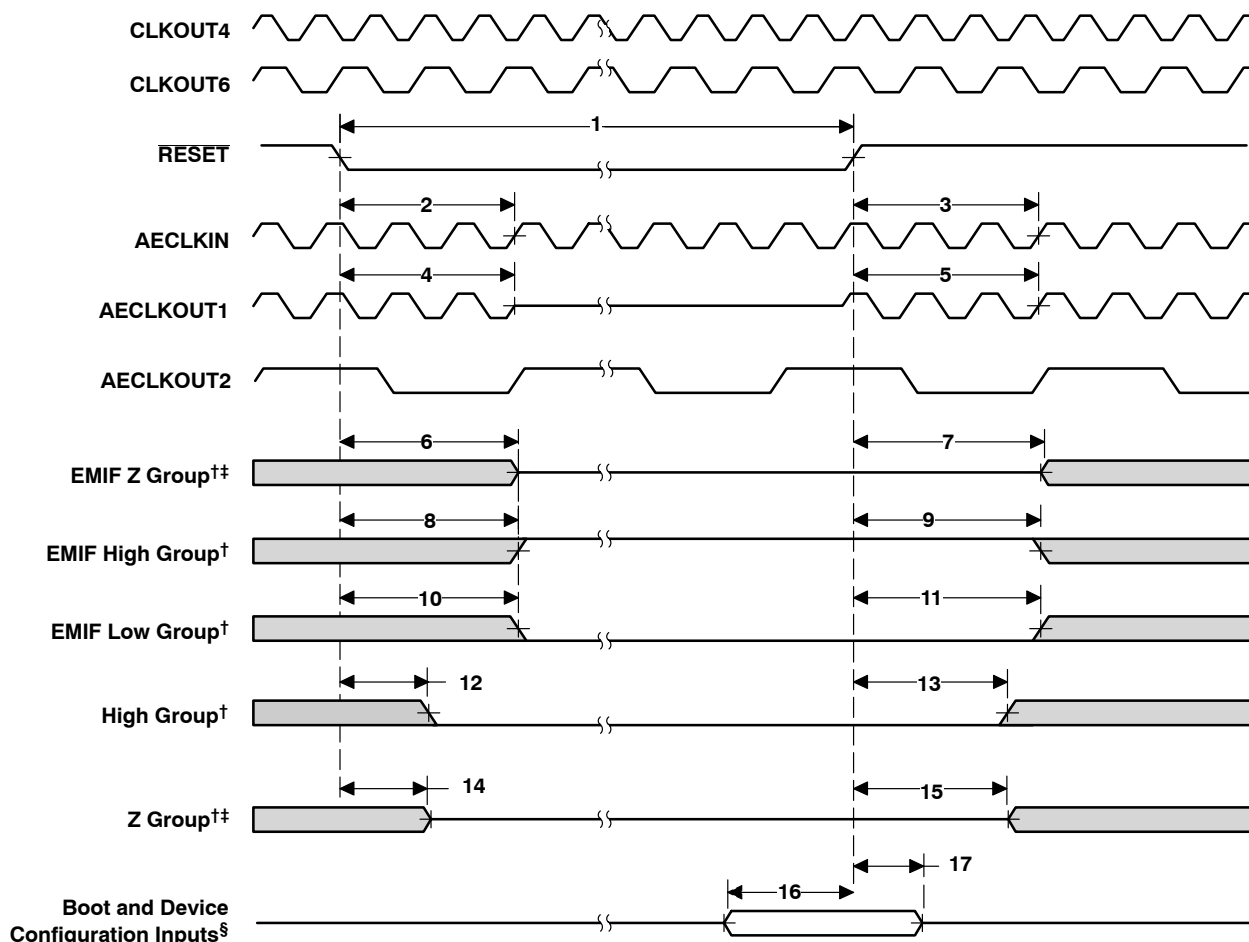 CLKOUT4
CLKOUT6
1
RESET
2
3
AECLKIN
4
5
AECLKOUT1
AECLKOUT2
6
7
EMIF Z Group†‡
8
9
EMIF High Group†
10
11
EMIF Low Group†
12
13
High Group†
14
15
Z Group†‡
17
16
Boot and Device
Configuration Inputs§